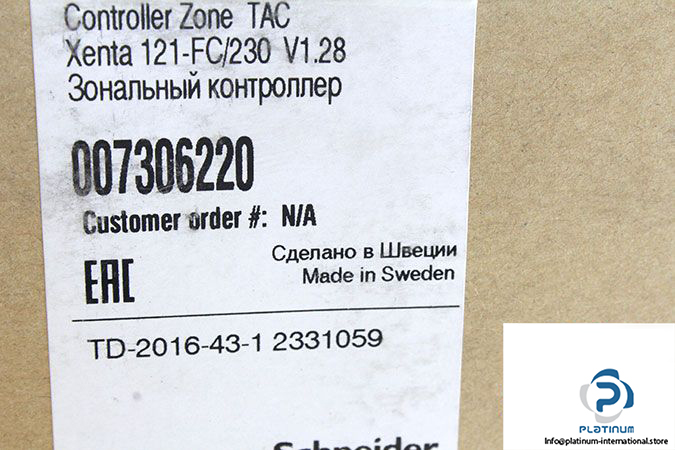 Controller Zone TAC
Xenta 121-FC/230 V1.28
Зональный контроллер
007306220
Customer order #: N/A
Сделано в Швеции
Made in Sweden
EAC
TD-2016-43-1 2331059
Schneider
PLATINUM
Info@platinum-international.store